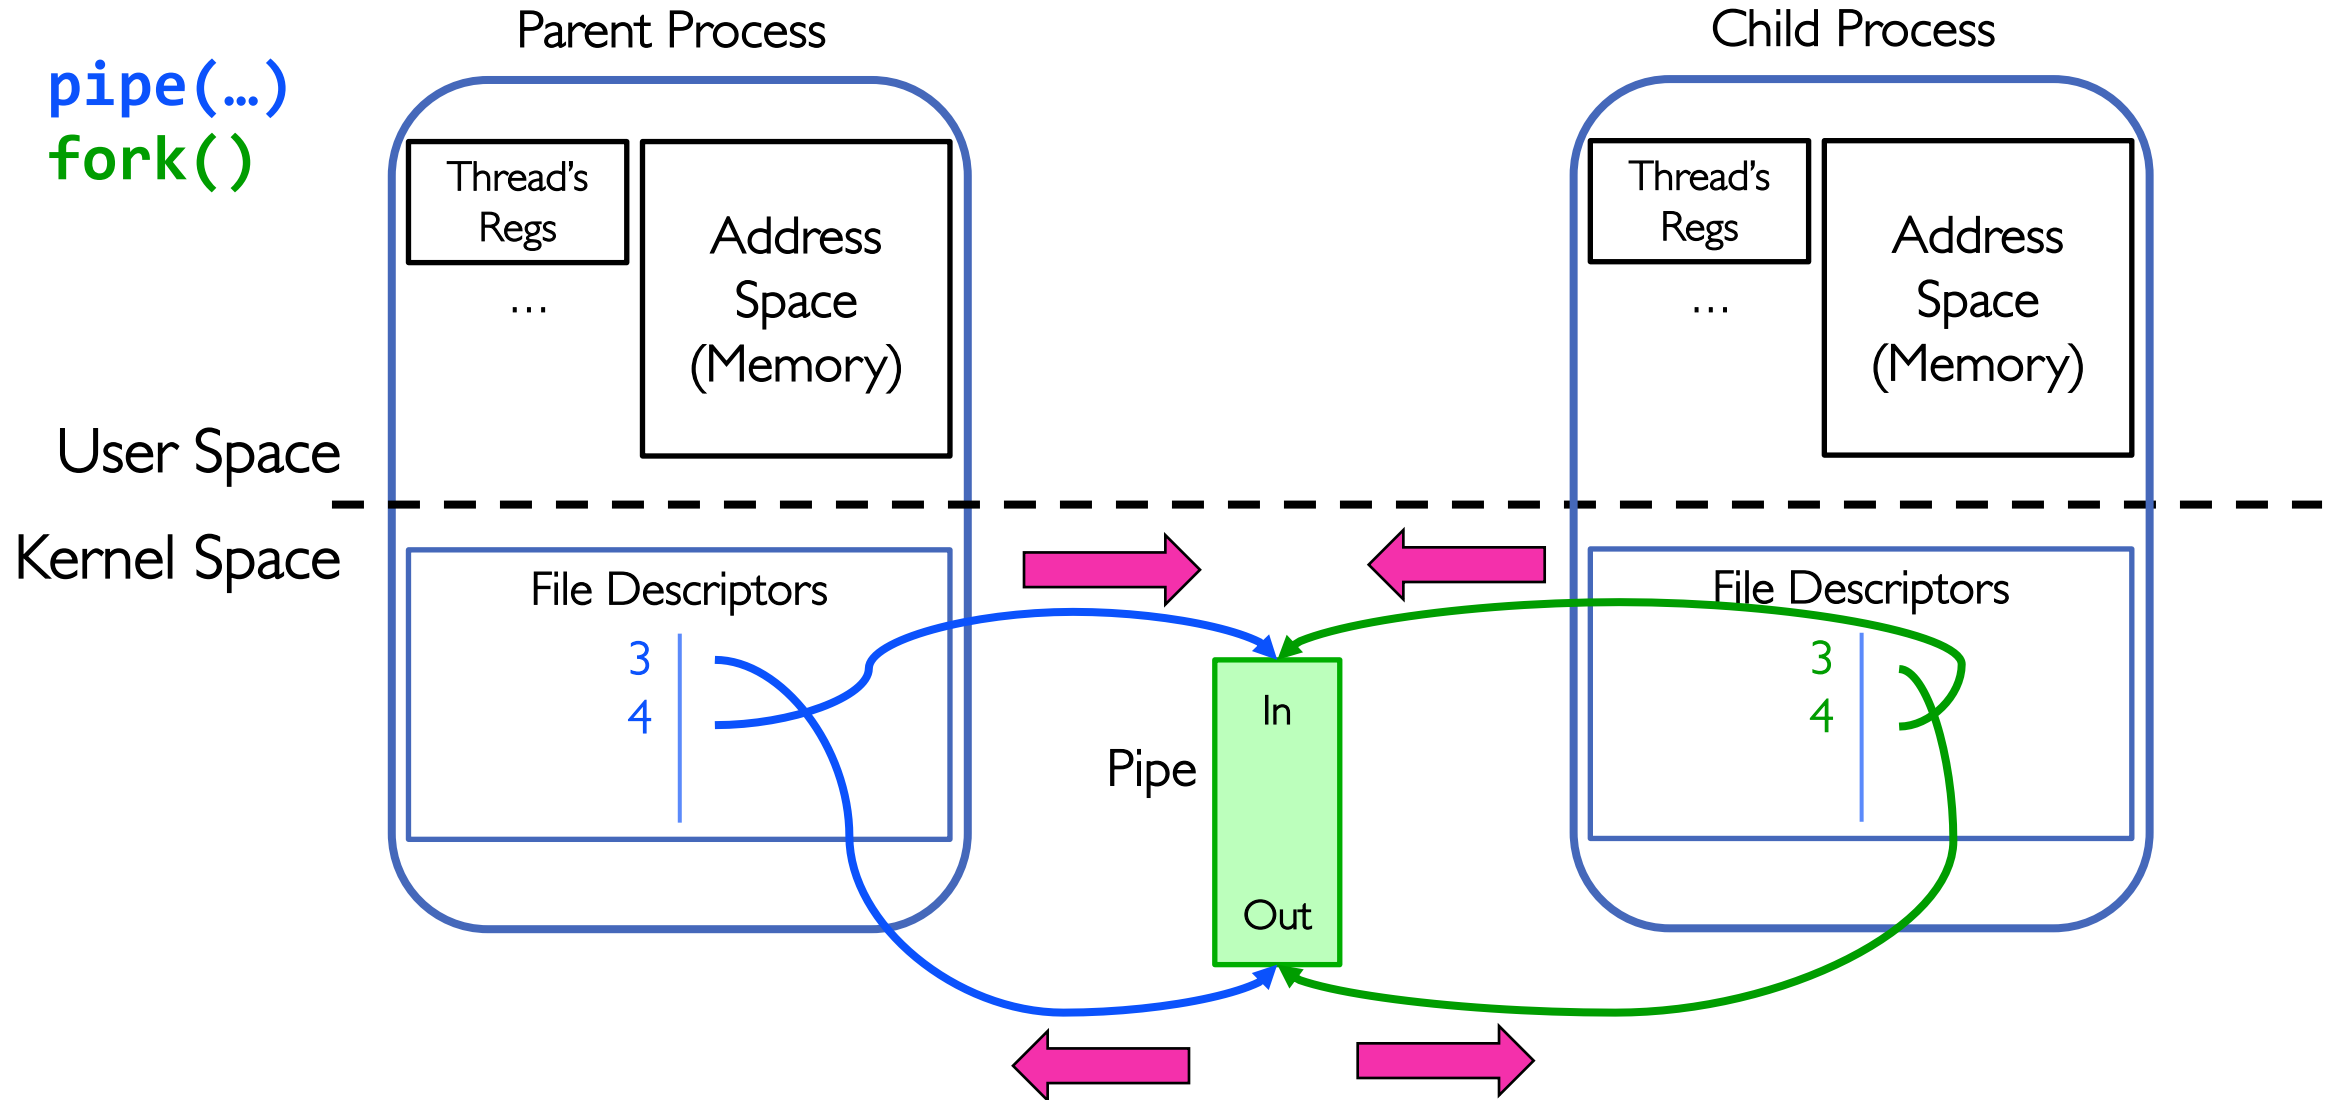 Parent Process
Child Process
pipe(…)
fork()
Thread's
Regs
…
Address
Space
(Memory)
Thread's
Regs
…
Address
Space
(Memory)
User Space
Kernel Space
File Descriptors
3
4
File Descriptors
3
4
Pipe
In
Out